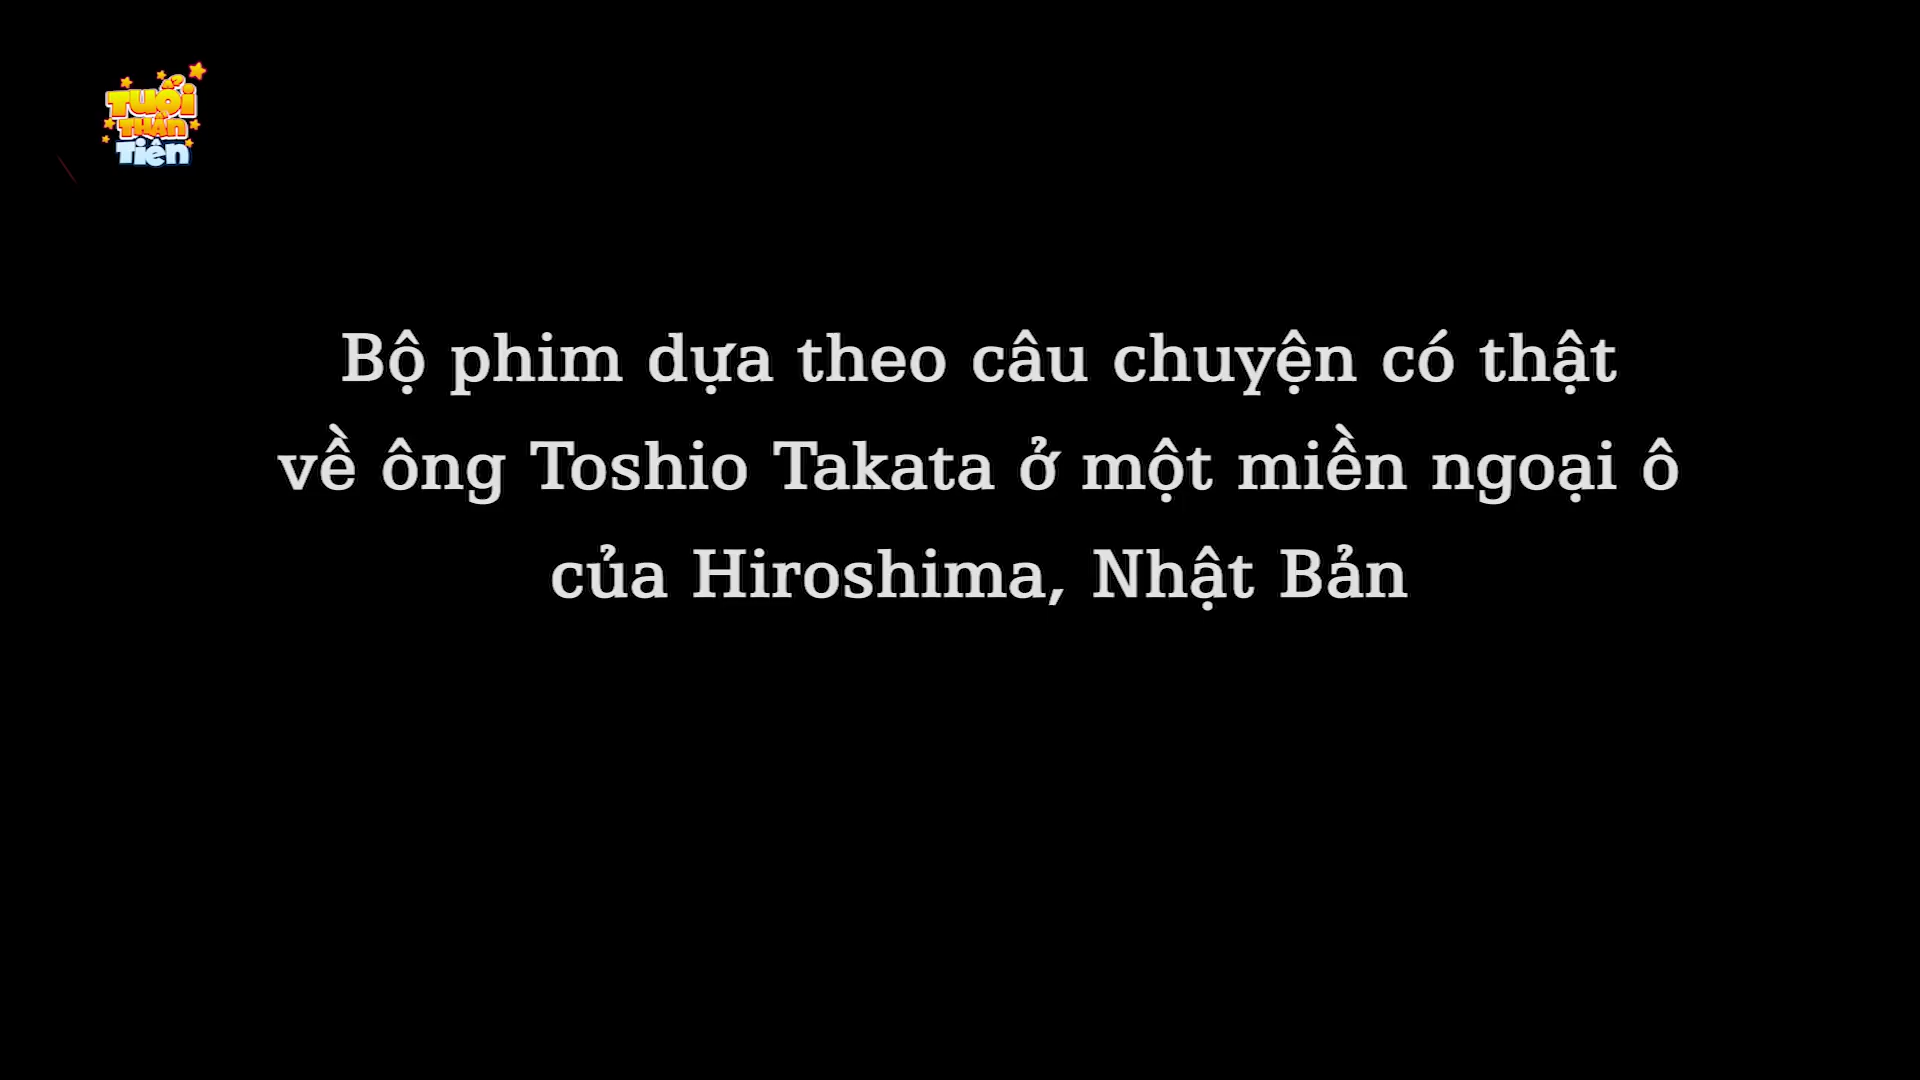 TUỔI
THẦN
Tiên
Bộ phim dựa theo câu chuyện có thật
về ông Toshio Takata ở một miền ngoại ô
của Hiroshima, Nhật Bản